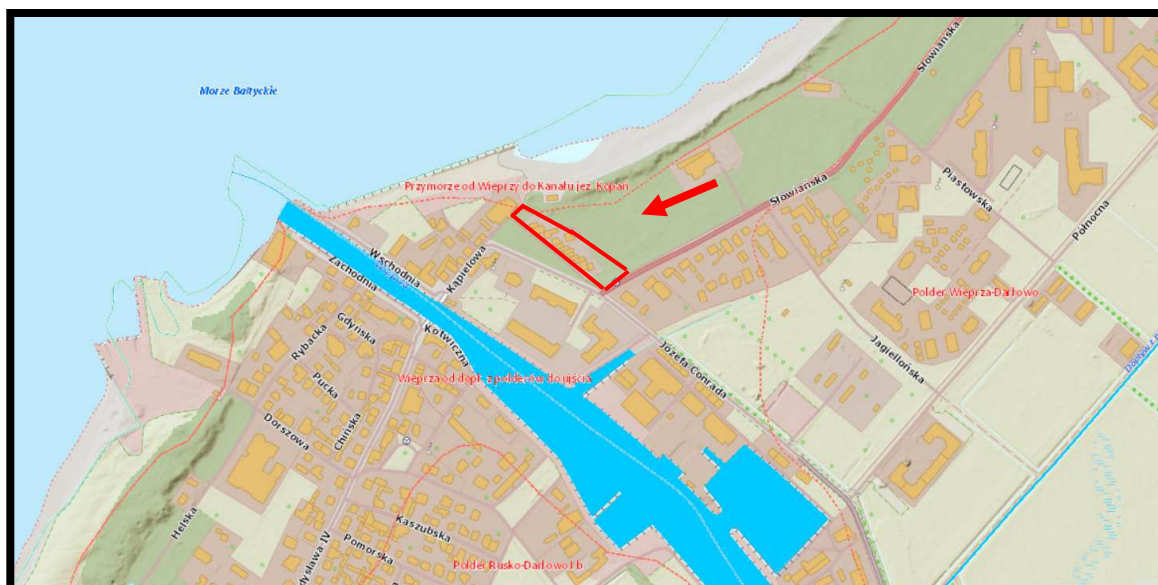 Morze Bałtyckie
Słowiańska
Przymorze od Wieprzy do Kanału jez. Kopań
Słowiańska
Piastowska
Północna
Wschodnia
Kąpielowa
Zachodnia
Polder Wieprza-Darłowo
Gdyńska
Rybacka
Kotwiczna
Józefa Conrada
Jagiellońska
Wieprza od dopł. z polderów do ujścia
Pucka
Chińska
Dorszowa
Helska
Kaszubska
Pomorska
Polder Rusko-Darłowo I b